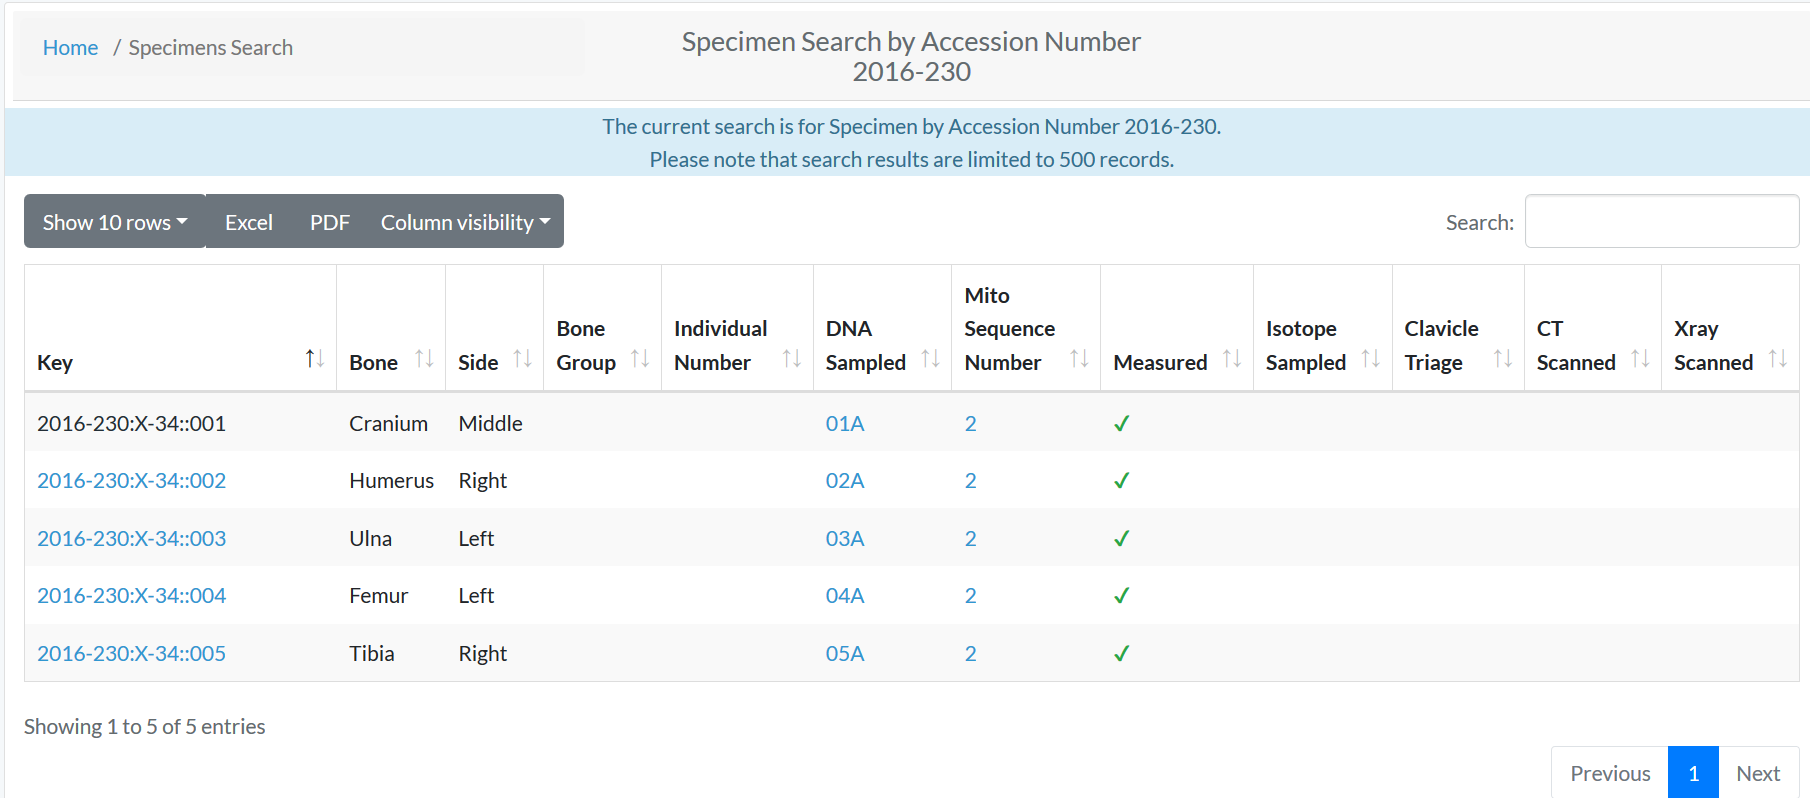 Home / Specimens Search
Specimen Search by Accession Number
2016-230
The current search is for Specimen by Accession Number 2016-230.
Please note that search results are limited to 500 records.
Show 10 rows Excel PDF Column visibility Search:
Key Bone Side Bone Group Individual Number DNA Sampled Mito Sequence Number Measured Isotope Sampled Clavicle Triage CT Scanned Xray Scanned
2016-230:X-34::001 Cranium Middle 01A 2 ✓
2016-230:X-34::002 Humerus Right 02A 2 ✓
2016-230:X-34::003 Ulna Left 03A 2 ✓
2016-230:X-34::004 Femur Left 04A 2 ✓
2016-230:X-34::005 Tibia Right 05A 2 ✓
Showing 1 to 5 of 5 entries
Previous 1 Next